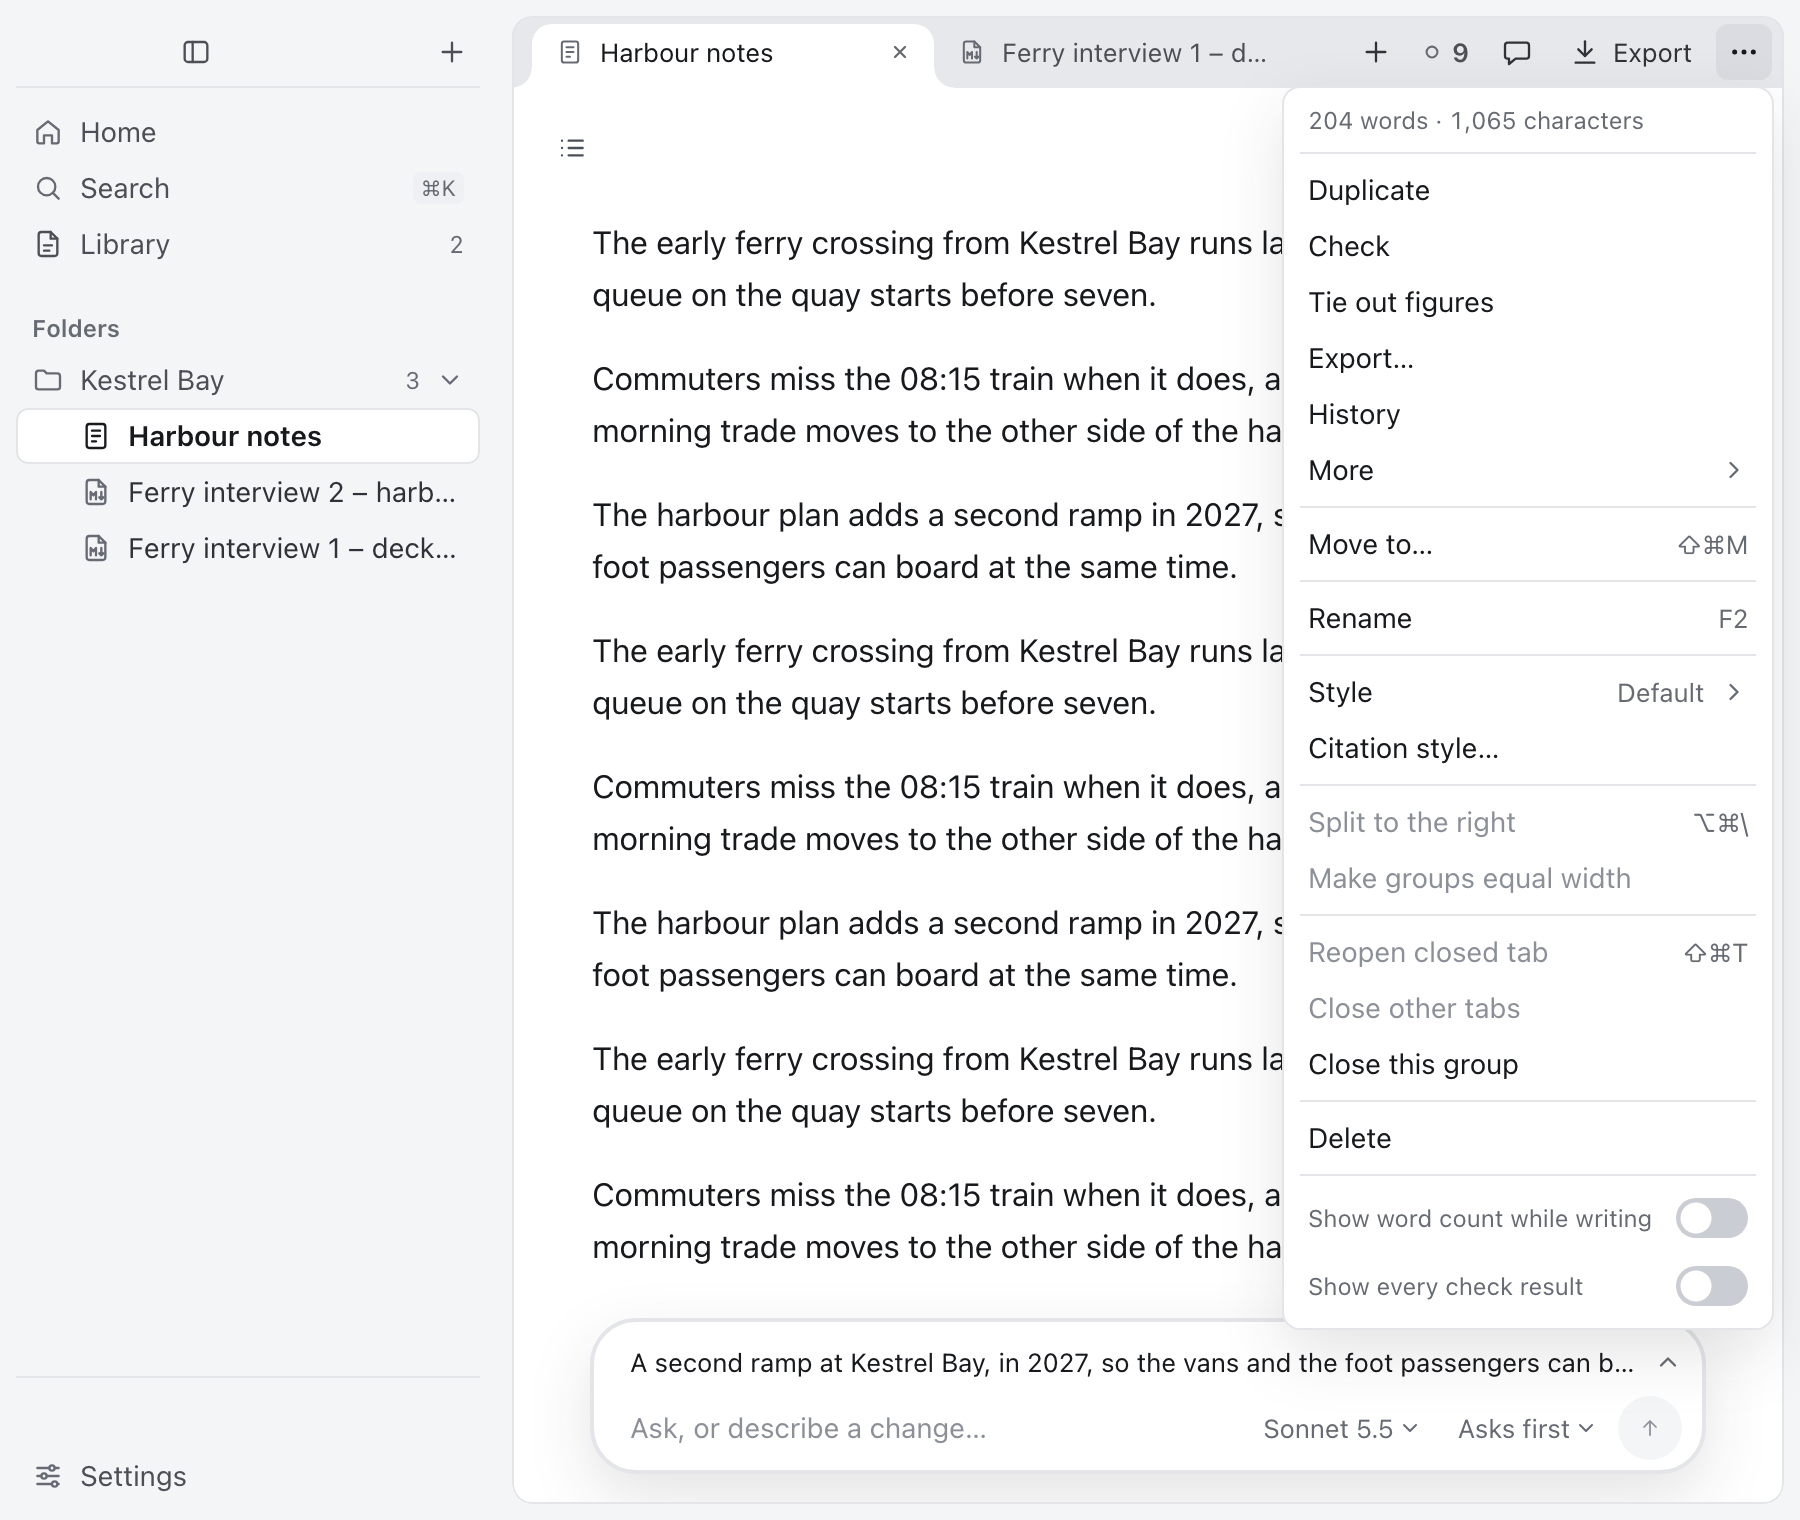 Home
Search ⌘K
Library 2
Folders
Kestrel Bay 3
Harbour notes
Ferry interview 2 – harb...
Ferry interview 1 – deck...
Settings
Harbour notes
Ferry interview 1 – d...
9
Export
The early ferry crossing from Kestrel Bay runs
queue on the quay starts before seven.
Commuters miss the 08:15 train when it does,
morning trade moves to the other side of the
The harbour plan adds a second ramp in 2027,
foot passengers can board at the same time.
The early ferry crossing from Kestrel Bay runs
queue on the quay starts before seven.
Commuters miss the 08:15 train when it does,
morning trade moves to the other side of the
The harbour plan adds a second ramp in 2027,
foot passengers can board at the same time.
The early ferry crossing from Kestrel Bay runs
queue on the quay starts before seven.
Commuters miss the 08:15 train when it does,
morning trade moves to the other side of the
204 words · 1,065 characters
Duplicate
Check
Tie out figures
Export...
History
More
Move to... ⇧⌘M
Rename F2
Style Default
Citation style...
Split to the right ⌥⌘\
Make groups equal width
Reopen closed tab ⇧⌘T
Close other tabs
Close this group
Delete
Show word count while writing
Show every check result
A second ramp at Kestrel Bay, in 2027, so the vans and the foot passengers can b...
Ask, or describe a change...
Sonnet 5.5
Asks first